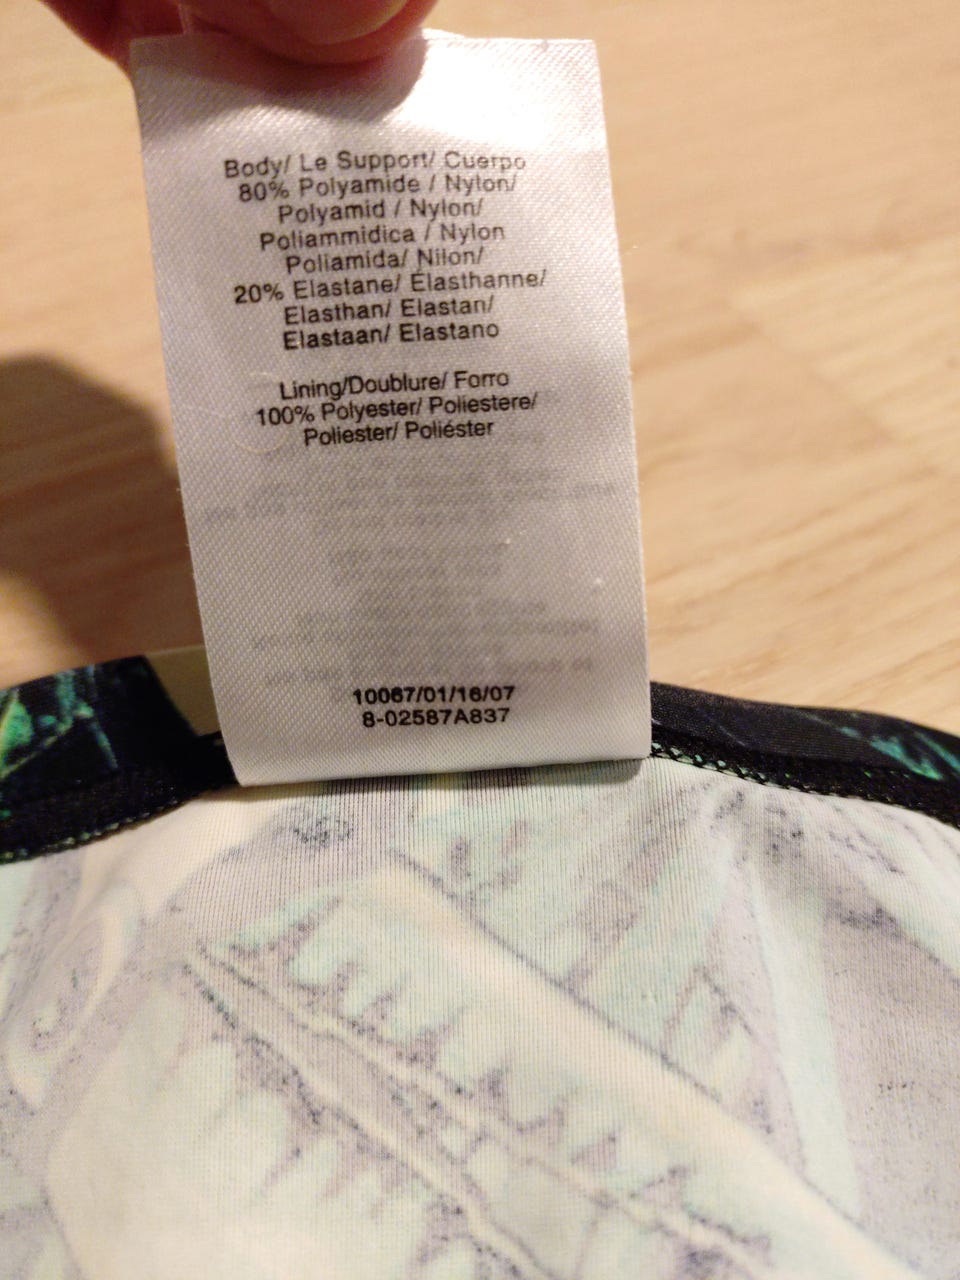 Body/ Le Support/ Cuerpo
80% Polyamide / Nylon/
Polyamid / Nylon/
Poliammidica / Nylon
Poliamida/ Nilon/
20% Elastane/ Élasthanne/
Elasthan/ Elastan/
Elastaan/ Elastano
Lining/Doublure/ Forro
100% Polyester/ Poliestere/
Poliester/ Poliéster
10067/01/16/07
8-02587A837